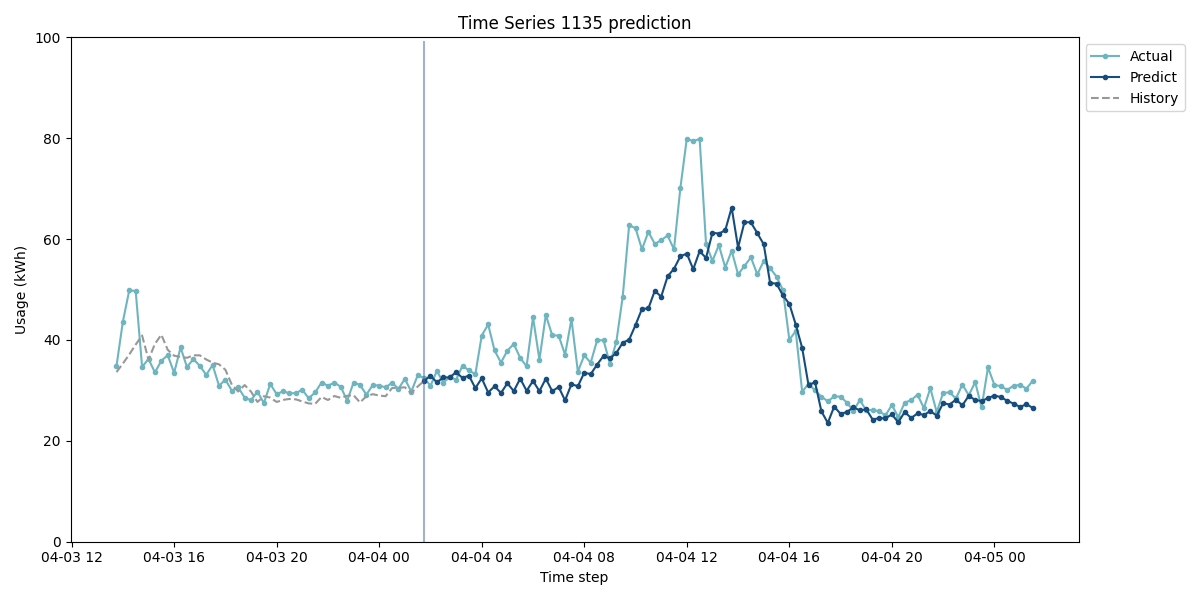 Time Series 1135 prediction
100
80
60
40
20
0
Usage (kWh)
04-03 12
04-03 16
04-03 20
04-04 00
04-04 04
04-04 08
04-04 12
04-04 16
04-04 20
04-05 00
Time step
Actual
Predict
History